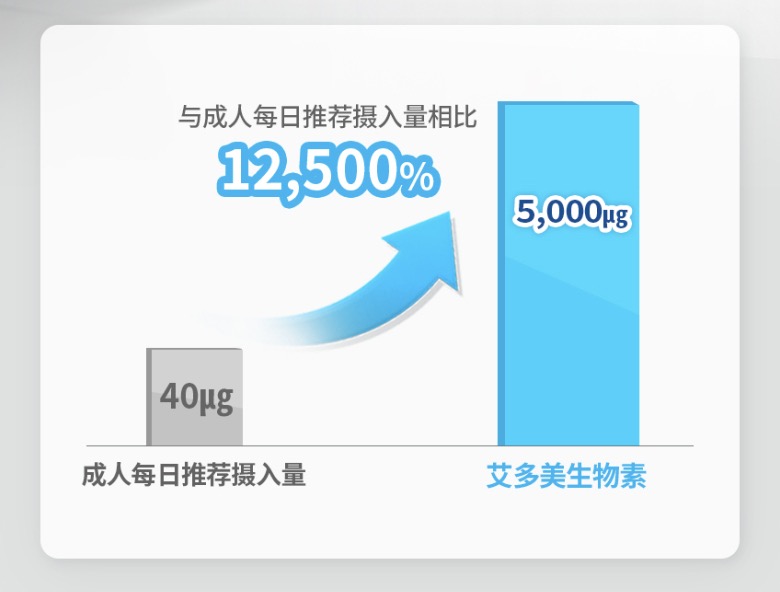 与成人每日推荐摄入量相比
12,500%
5,000μg
40μg
成人每日推荐摄入量
艾多美生物素